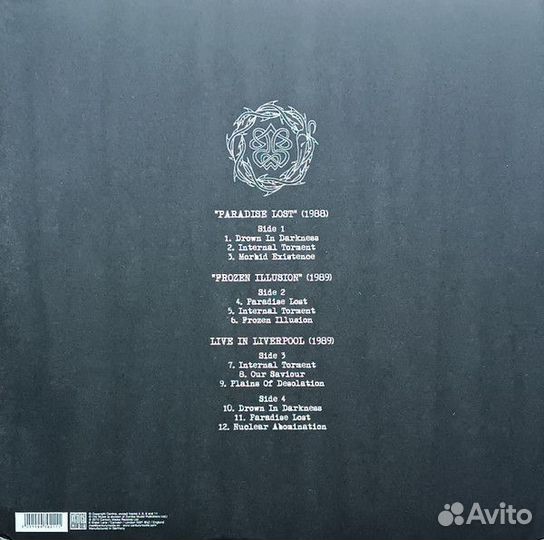 "PARADISE LOST" (1988)
Side 1
1. Drown In Darkness
2. Internal Torment
3. Morbid Existence
"FROZEN ILLUSION" (1989)
Side 2
4. Paradise Lost
5. Internal Torment
6. Frozen Illusion
LIVE IN LIVERPOOL (1989)
Side 3
7. Internal Torment
8. Our Saviour
9. Plains Of Desolation
Side 4
10. Drown In Darkness
11. Paradise Lost
12. Nuclear Abomination
Manufactured in Germany
Avito